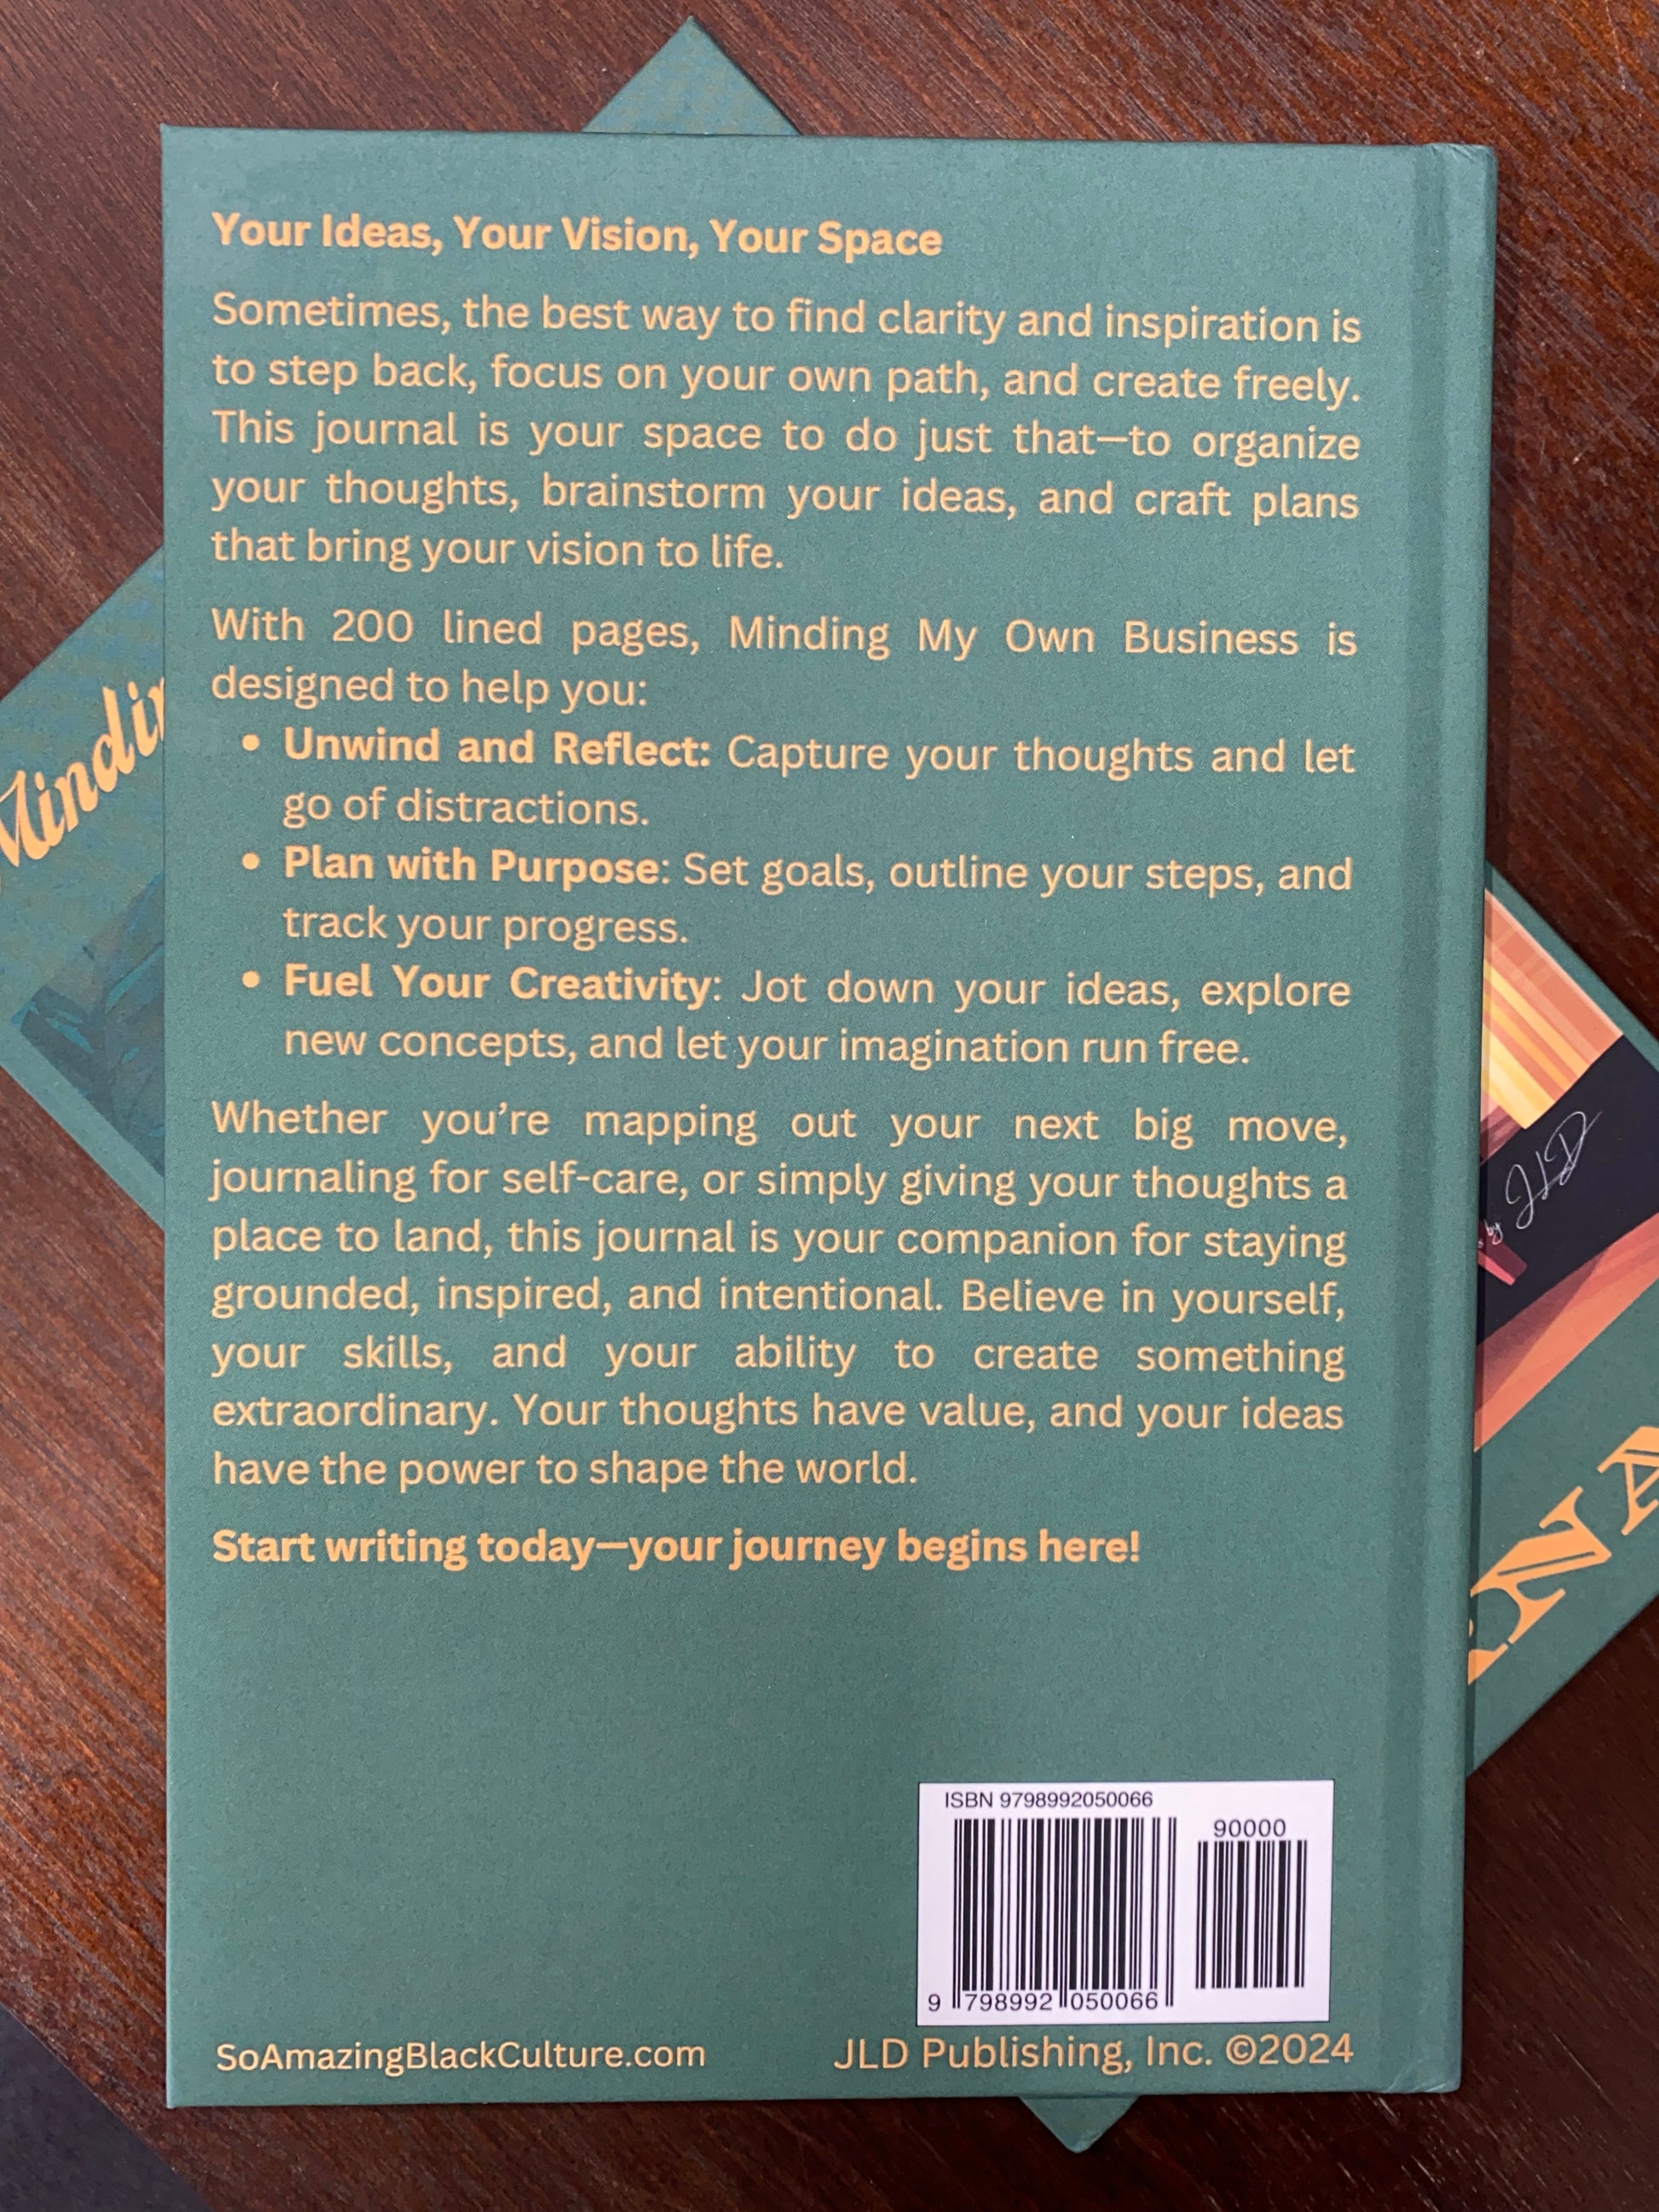 Your Ideas, Your Vision, Your Space
Sometimes, the best way to find clarity and inspiration is
to step back, focus on your own path, and create freely.
This journal is your space to do just that—to organize
your thoughts, brainstorm your ideas, and craft plans
that bring your vision to life.
With 200 lined pages, Minding My Own Business is
designed to help you:
• Unwind and Reflect: Capture your thoughts and let
go of distractions.
• Plan with Purpose: Set goals, outline your steps, and
track your progress.
• Fuel Your Creativity: Jot down your ideas, explore
new concepts, and let your imagination run free.
Whether you’re mapping out your next big move,
journaling for self-care, or simply giving your thoughts a
place to land, this journal is your companion for staying
grounded, inspired, and intentional. Believe in yourself,
your skills, and your ability to create something
extraordinary. Your thoughts have value, and your ideas
have the power to shape the world.
Start writing today—your journey begins here!
ISBN 9798992050066
90000
9 798992 050066
SoAmazingBlackCulture.com
JLD Publishing, Inc. ©2024
Mindin
by JLD
NA